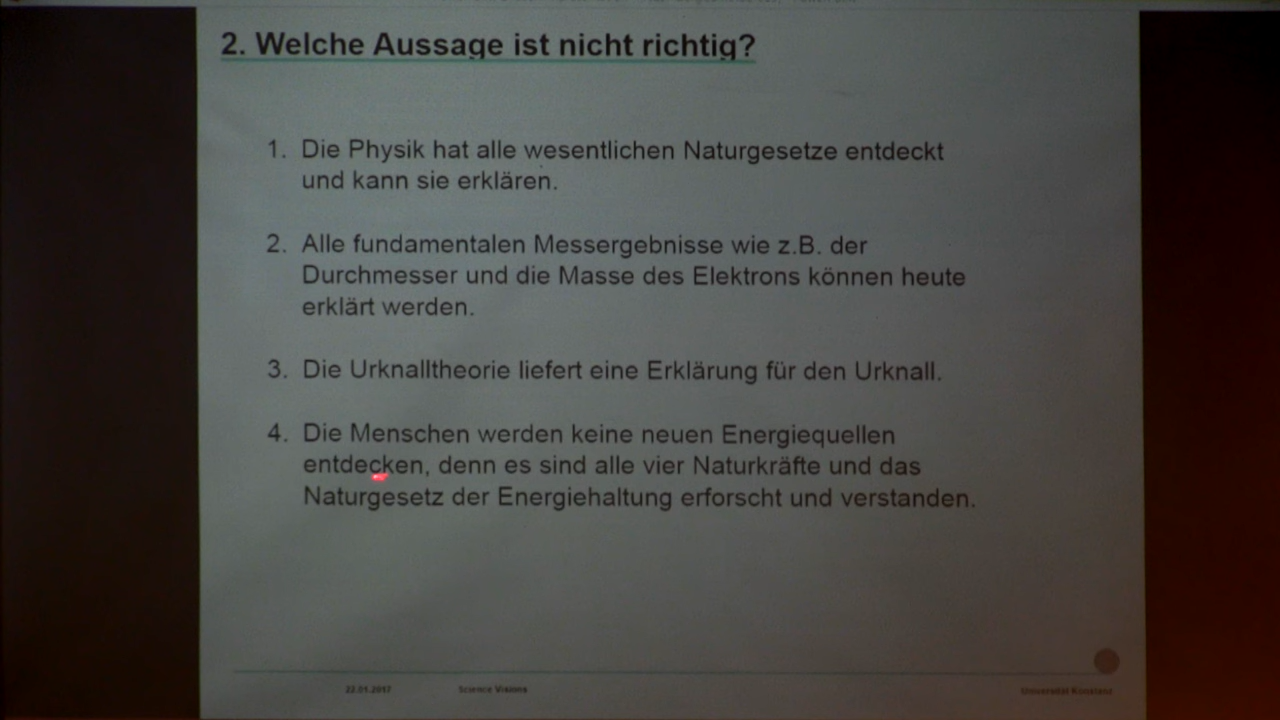 2. Welche Aussage ist nicht richtig?
1. Die Physik hat alle wesentlichen Naturgesetze entdeckt
und kann sie erklären.
2. Alle fundamentalen Messergebnisse wie z.B. der
Durchmesser und die Masse des Elektrons können heute
erklärt werden.
3. Die Urknalltheorie liefert eine Erklärung für den Urknall.
4. Die Menschen werden keine neuen Energiequellen
entdecken, denn es sind alle vier Naturkräfte und das
Naturgesetz der Energiehaltung erforscht und verstanden.
22.01.2017 Science Visions Universität Konstanz